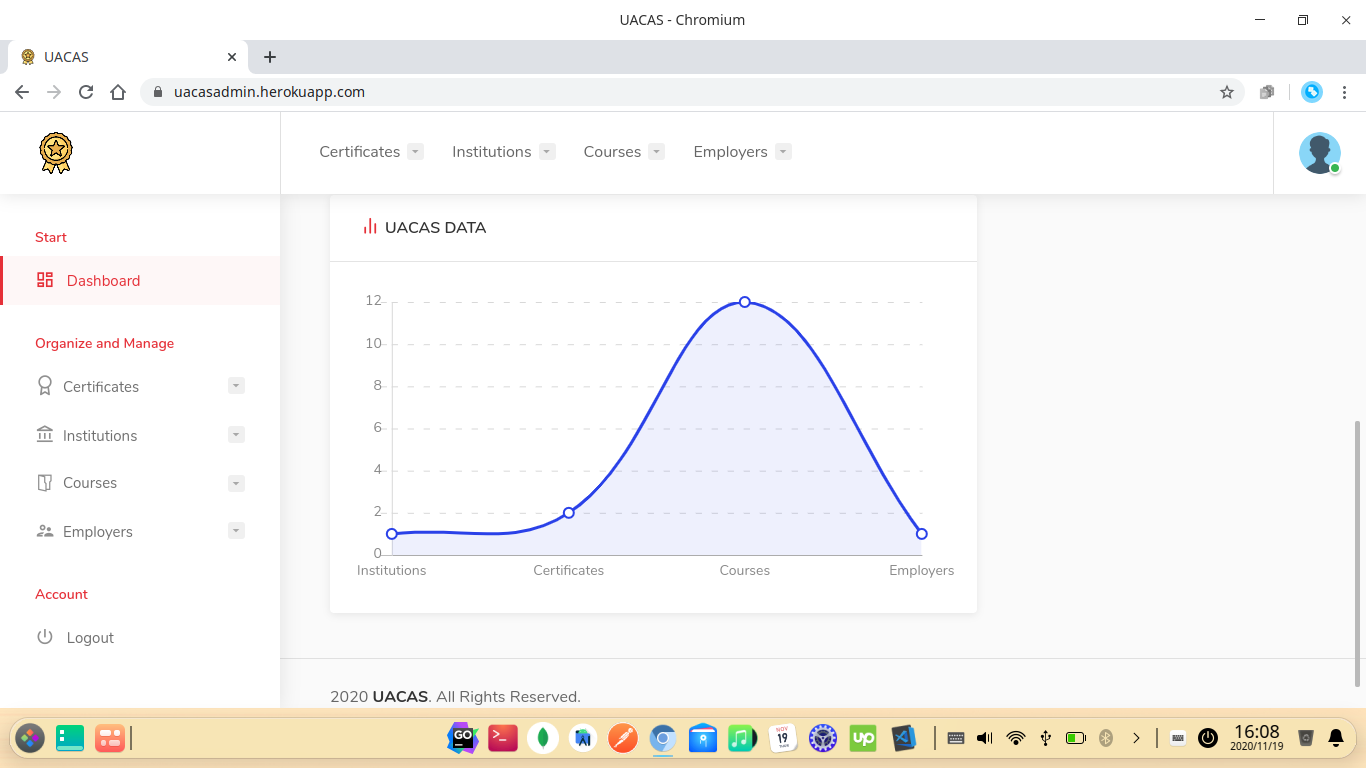 UACAS - Chromium
UACAS
uacasadmin.herokuapp.com
Certificates Institutions Courses Employers
Start
Dashboard
Organize and Manage
Certificates
Institutions
Courses
Employers
Account
Logout
UACAS DATA
12
10
8
6
4
2
0
Institutions Certificates Courses Employers
2020 UACAS. All Rights Reserved.
GO
>_
NOV
19
up
16:08
2020/11/19